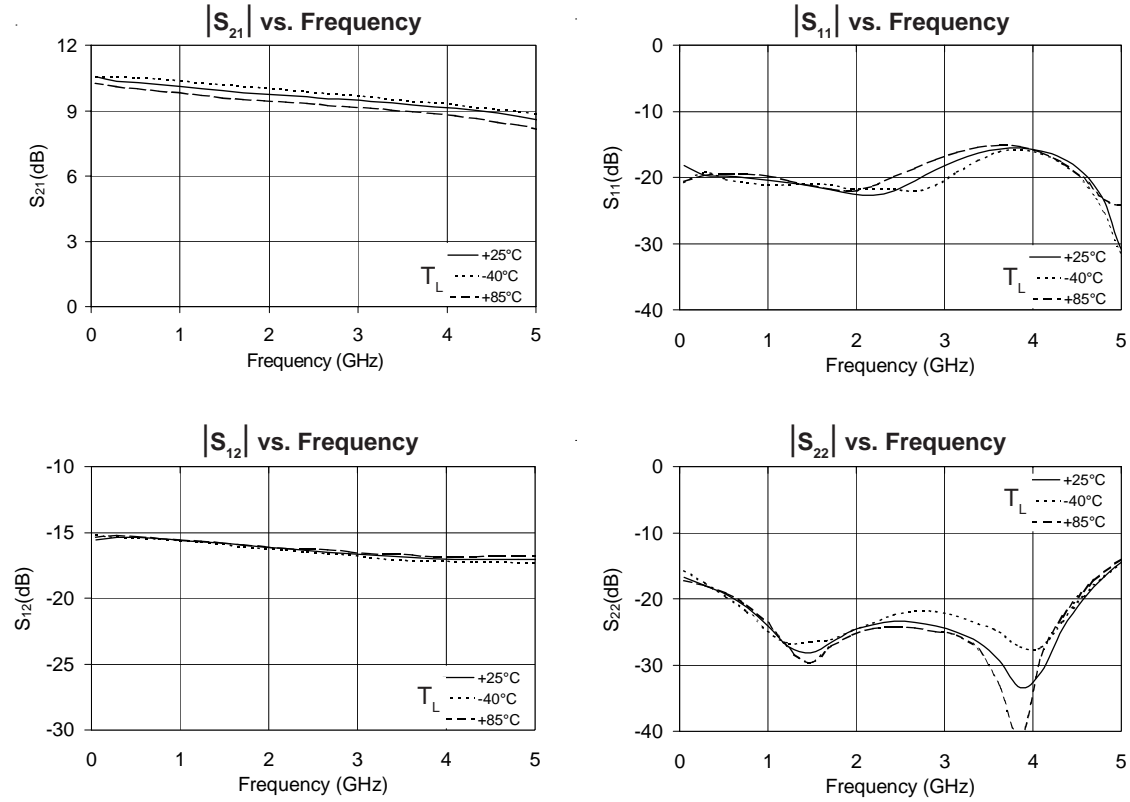 |S21| vs. Frequency
12
9
6
3
0
S21(dB)
+25°C
TL -40°C
+85°C
0 1 2 3 4 5
Frequency (GHz)
|S11| vs. Frequency
0
-10
-20
-30
-40
S11(dB)
+25°C
TL -40°C
+85°C
0 1 2 3 4 5
Frequency (GHz)
|S12| vs. Frequency
-10
-15
-20
-25
-30
S12(dB)
+25°C
TL -40°C
+85°C
0 1 2 3 4 5
Frequency (GHz)
|S22| vs. Frequency
0
-10
-20
-30
-40
S22(dB)
+25°C
TL -40°C
+85°C
0 1 2 3 4 5
Frequency (GHz)